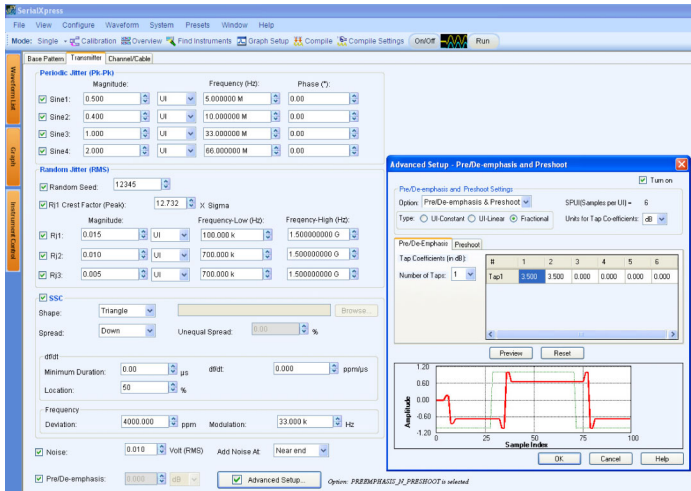 SerialXpress
File View Configure Waveform System Presets Window Help
Mode: Single Calibration Overview Find Instruments Graph Setup Compile Compile Settings On/Off Run
Base Pattern Transmitter Channel/Cable
Waveform List
Graph
Instrument Control
Periodic Jitter (Pk-Pk)
Magnitude: Frequency (Hz): Phase (°):
Sine1: 0.500 UI 5.000000 M 0.00
Sine2: 0.400 UI 10.000000 M 0.00
Sine3: 1.000 UI 33.000000 M 0.00
Sine4: 2.000 UI 66.000000 M 0.00
Random Jitter (RMS)
Random Seed: 12345
Rj1 Crest Factor (Peak): 12.732 X Sigma
Magnitude: Frequency-Low (Hz): Freqency-High (Hz):
Rj1: 0.015 UI 100.000 k 1.500000000 G
Rj2: 0.010 UI 700.000 k 1.500000000 G
Rj3: 0.005 UI 700.000 k 1.500000000 G
SSC
Shape: Triangle Browse...
Spread: Down Unequal Spread: 0.00 %
df/dt
Minimum Duration: 0.00 µs df/dt: 0.000 ppm/µs
Location: 50 %
Frequency
Deviation: 4000.000 ppm Modulation: 33.000 k Hz
Noise: 0.010 Volt (RMS) Add Noise At: Near end
Pre/De-emphasis: 0.000 dB Advanced Setup... Option: PREEMPHASIS_N_PRESHOOT is selected
Advanced Setup - Pre/De-emphasis and Preshoot
Turn on
Pre/De-emphasis and Preshoot Settings
Option: Pre/De-emphasis & Preshoot SPUI(Samples per UI) = 6
Type: UI-Constant UI-Linear Fractional Units for Tap Co-efficients: dB
Pre/De-Emphasis Preshoot
Tap Coefficients (in dB):
Number of Taps: 1
# 1 2 3 4 5 6
Tap1 3.500 3.500 0.000 0.000 0.000 0.000
Preview Reset
Amplitude
1.20
0.60
0.00
-0.60
-1.20
0 25 50 75 100
Sample Index
OK Cancel Help